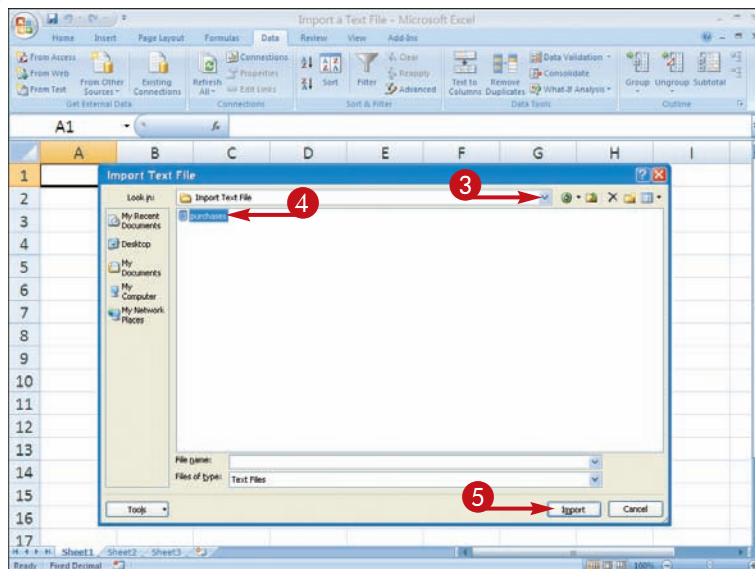 Import a Text File - Microsoft Excel
Home Insert Page Layout Formulas Data Review View Add-Ins
From Access
From Web
From Text
From Other Sources
Existing Connections
Get External Data
Refresh All
Connections
Properties
Edit Links
Connections
Sort
Filter
Clear
Reapply
Advanced
Sort & Filter
Text to Columns
Remove Duplicates
Data Validation
Consolidate
What-If Analysis
Data Tools
Group
Ungroup
Subtotal
Outline
A1
fx
A B C D E F G H I
1
Import Text File
2
Look in:
Import Text File
3
3
My Recent Documents
purchases
4
4
Desktop
5
My Documents
6
My Computer
7
My Network Places
8
9
10
11
12
13
File name:
14
Files of type:
Text Files
15
5
Tools
Import
Cancel
16
17
Sheet1 Sheet2 Sheet3
Ready Fixed Decimal
100%